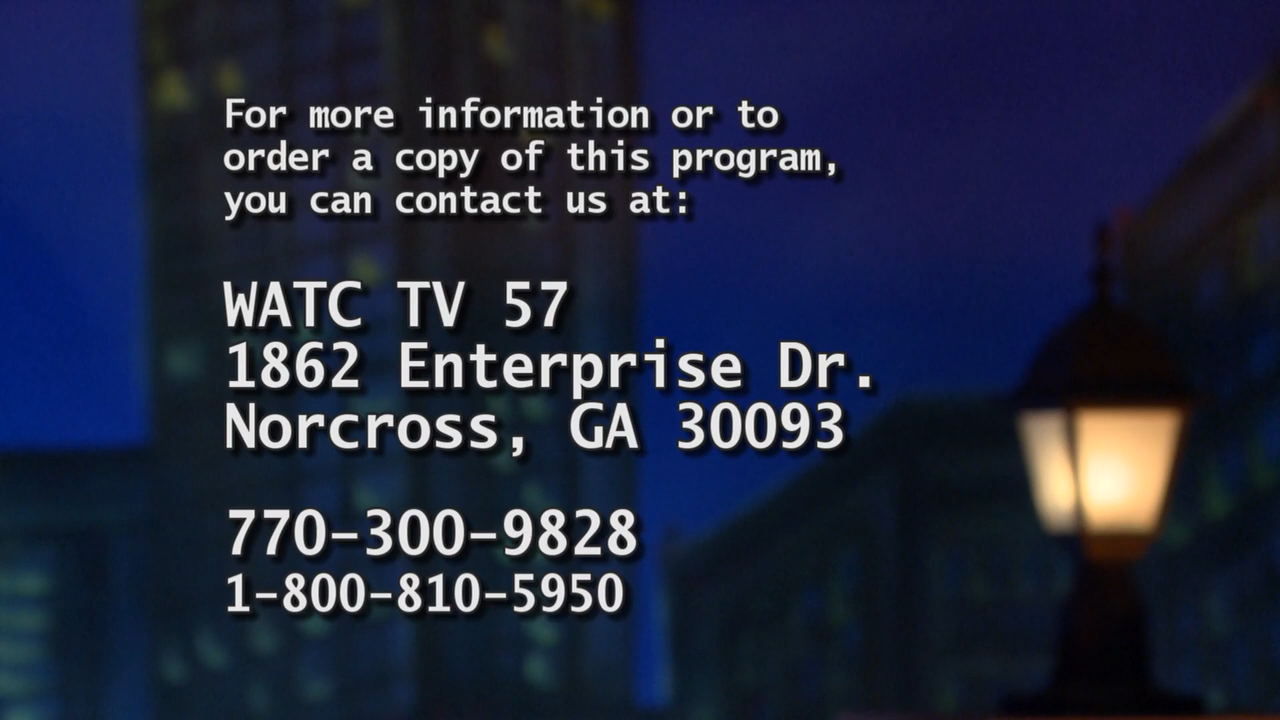 For more information or to
order a copy of this program,
you can contact us at:
WATC TV 57
1862 Enterprise Dr.
Norcross, GA 30093
770-300-9828
1-800-810-5950